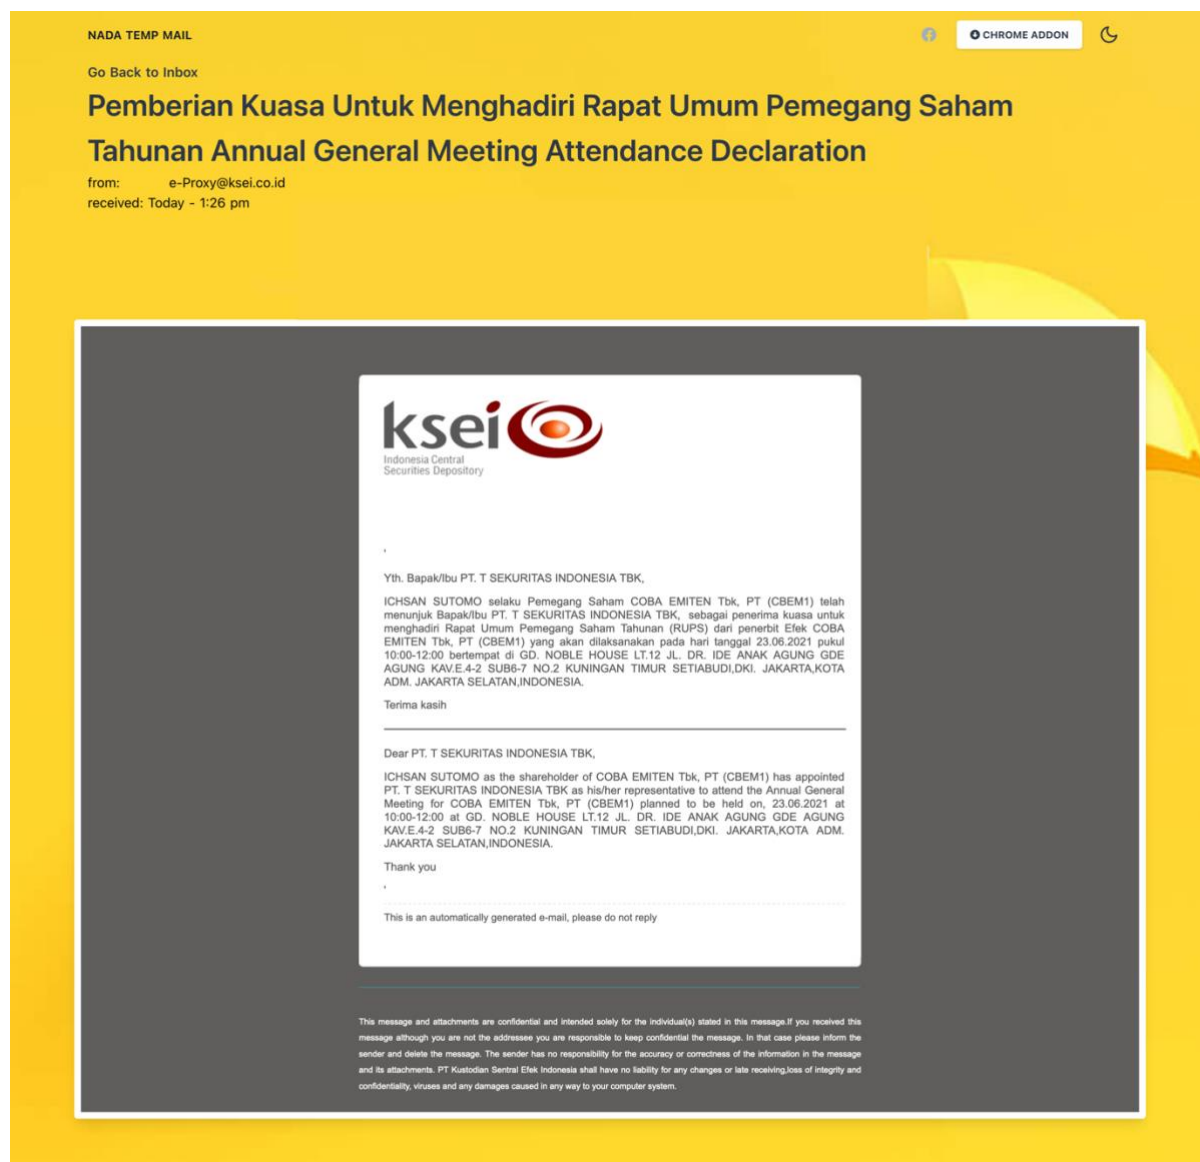 NADA TEMP MAIL
CHROME ADDON
Go Back to Inbox
Pemberian Kuasa Untuk Menghadiri Rapat Umum Pemegang Saham
Tahunan Annual General Meeting Attendance Declaration
from: e-Proxy@ksei.co.id
received: Today - 1:26 pm
ksei
Indonesia Central
Securities Depository
,
Yth. Bapak/Ibu PT. T SEKURITAS INDONESIA TBK,
ICHSAN SUTOMO selaku Pemegang Saham COBA EMITEN Tbk, PT (CBEM1) telah
menunjuk Bapak/Ibu PT. T SEKURITAS INDONESIA TBK, sebagai penerima kuasa untuk
menghadiri Rapat Umum Pemegang Saham Tahunan (RUPS) dari penerbit Efek COBA
EMITEN Tbk, PT (CBEM1) yang akan dilaksanakan pada hari tanggal 23.06.2021 pukul
10:00-12:00 bertempat di GD. NOBLE HOUSE LT.12 JL. DR. IDE ANAK AGUNG GDE
AGUNG KAV.E.4-2 SUB6-7 NO.2 KUNINGAN TIMUR SETIABUDI,DKI. JAKARTA,KOTA
ADM. JAKARTA SELATAN,INDONESIA.
Terima kasih
Dear PT. T SEKURITAS INDONESIA TBK,
ICHSAN SUTOMO as the shareholder of COBA EMITEN Tbk, PT (CBEM1) has appointed
PT. T SEKURITAS INDONESIA TBK as his/her representative to attend the Annual General
Meeting for COBA EMITEN Tbk, PT (CBEM1) planned to be held on, 23.06.2021 at
10:00-12:00 at GD. NOBLE HOUSE LT.12 JL. DR. IDE ANAK AGUNG GDE AGUNG
KAV.E.4-2 SUB6-7 NO.2 KUNINGAN TIMUR SETIABUDI,DKI. JAKARTA,KOTA ADM.
JAKARTA SELATAN,INDONESIA.
Thank you
,
This is an automatically generated e-mail, please do not reply
This message and attachments are confidential and intended solely for the individual(s) stated in this message.If you received this
message although you are not the addressee you are responsible to keep confidential the message. In that case please inform the
sender and delete the message. The sender has no responsibility for the accuracy or correctness of the information in the message
and its attachments. PT Kustodian Sentral Efek Indonesia shall have no liability for any changes or late receiving,loss of integrity and
confidentiality, viruses and any damages caused in any way to your computer system.